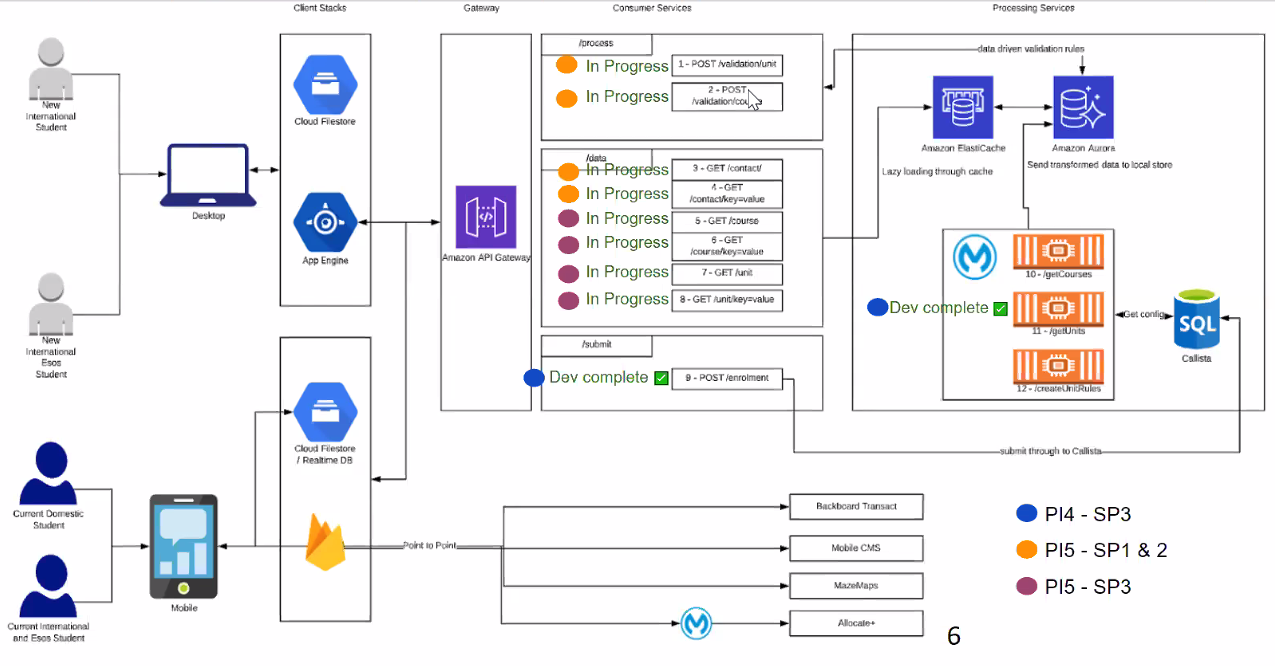 Client Stacks
Gateway
Consumer Services
Processing Services
New
International
Student
New
International
Esos
Student
Current Domestic
Student
Current International
and Esos Student
Desktop
Mobile
Cloud Filestore
App Engine
Cloud Filestore
/ Realtime DB
Amazon API Gateway
/process
In Progress
1 - POST /validation/unit
In Progress
2 - POST
/data
In Progress
3 - GET /contact/
In Progress
4 - GET
/contact/key=value
In Progress
5 - GET /course
In Progress
6 - GET
/course/key=value
In Progress
7 - GET /unit
In Progress
8 - GET /unit/key=value
/submit
Dev complete
9 - POST /enrolment
data driven validation rules
Amazon ElastiCache
Amazon Aurora
Lazy loading through cache
Send transformed data to local store
10 - /getCourses
Dev complete
11 - /getUnits
12 - /createUnitRules
Get config
SQL
Callista
submit through to Callista
Point to Point
Backboard Transact
Mobile CMS
MazeMaps
Allocate+
PI4 - SP3
PI5 - SP1 & 2
PI5 - SP3
6